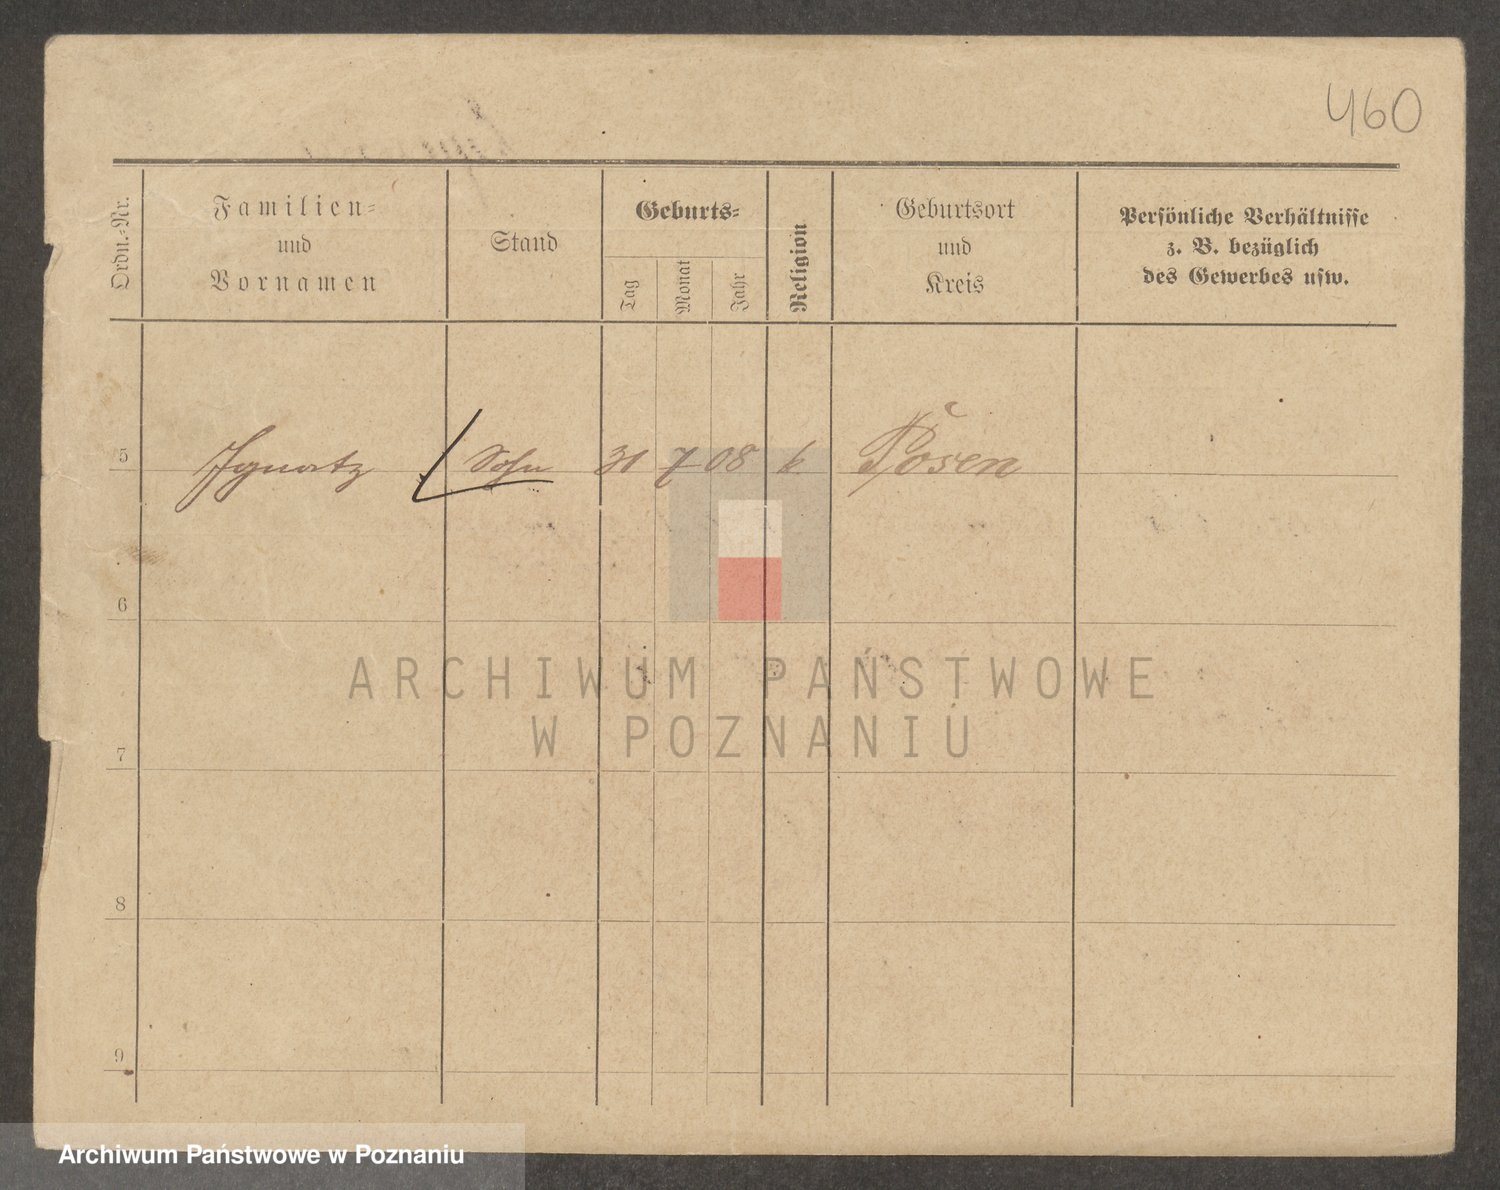 460
Ordn.-Nr.
Familien-
und
Vornamen
Stand
Geburts-
Tag
Monat
Jahr
Religion
Geburtsort
und
Kreis
Persönliche Verhältnisse
z. B. bezüglich
des Gewerbes usw.
5 Ignatz Sohn 31 7 08 k. Posen
6
7
8
9
ARCHIWUM PAŃSTWOWE
W POZNANIU
Archiwum Państwowe w Poznaniu